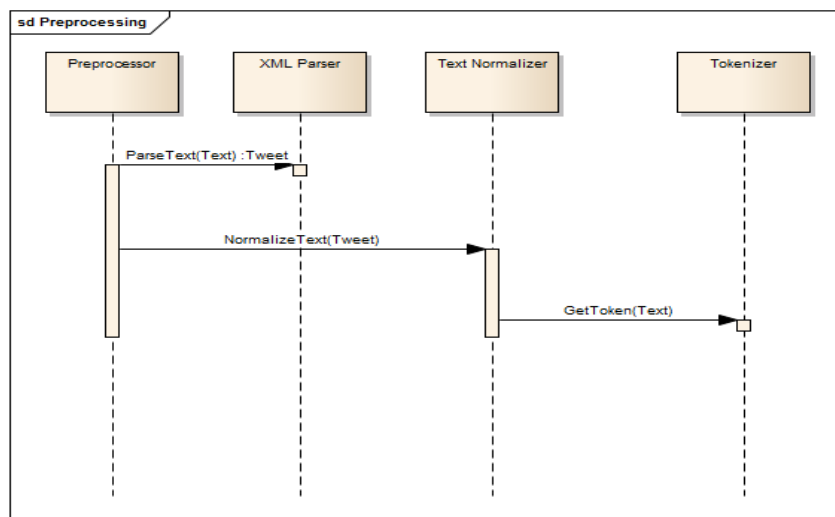 sd Preprocessing
Preprocessor
XML Parser
Text Normalizer
Tokenizer
ParseText(Text) :Tweet
NormalizeText(Tweet)
GetToken(Text)